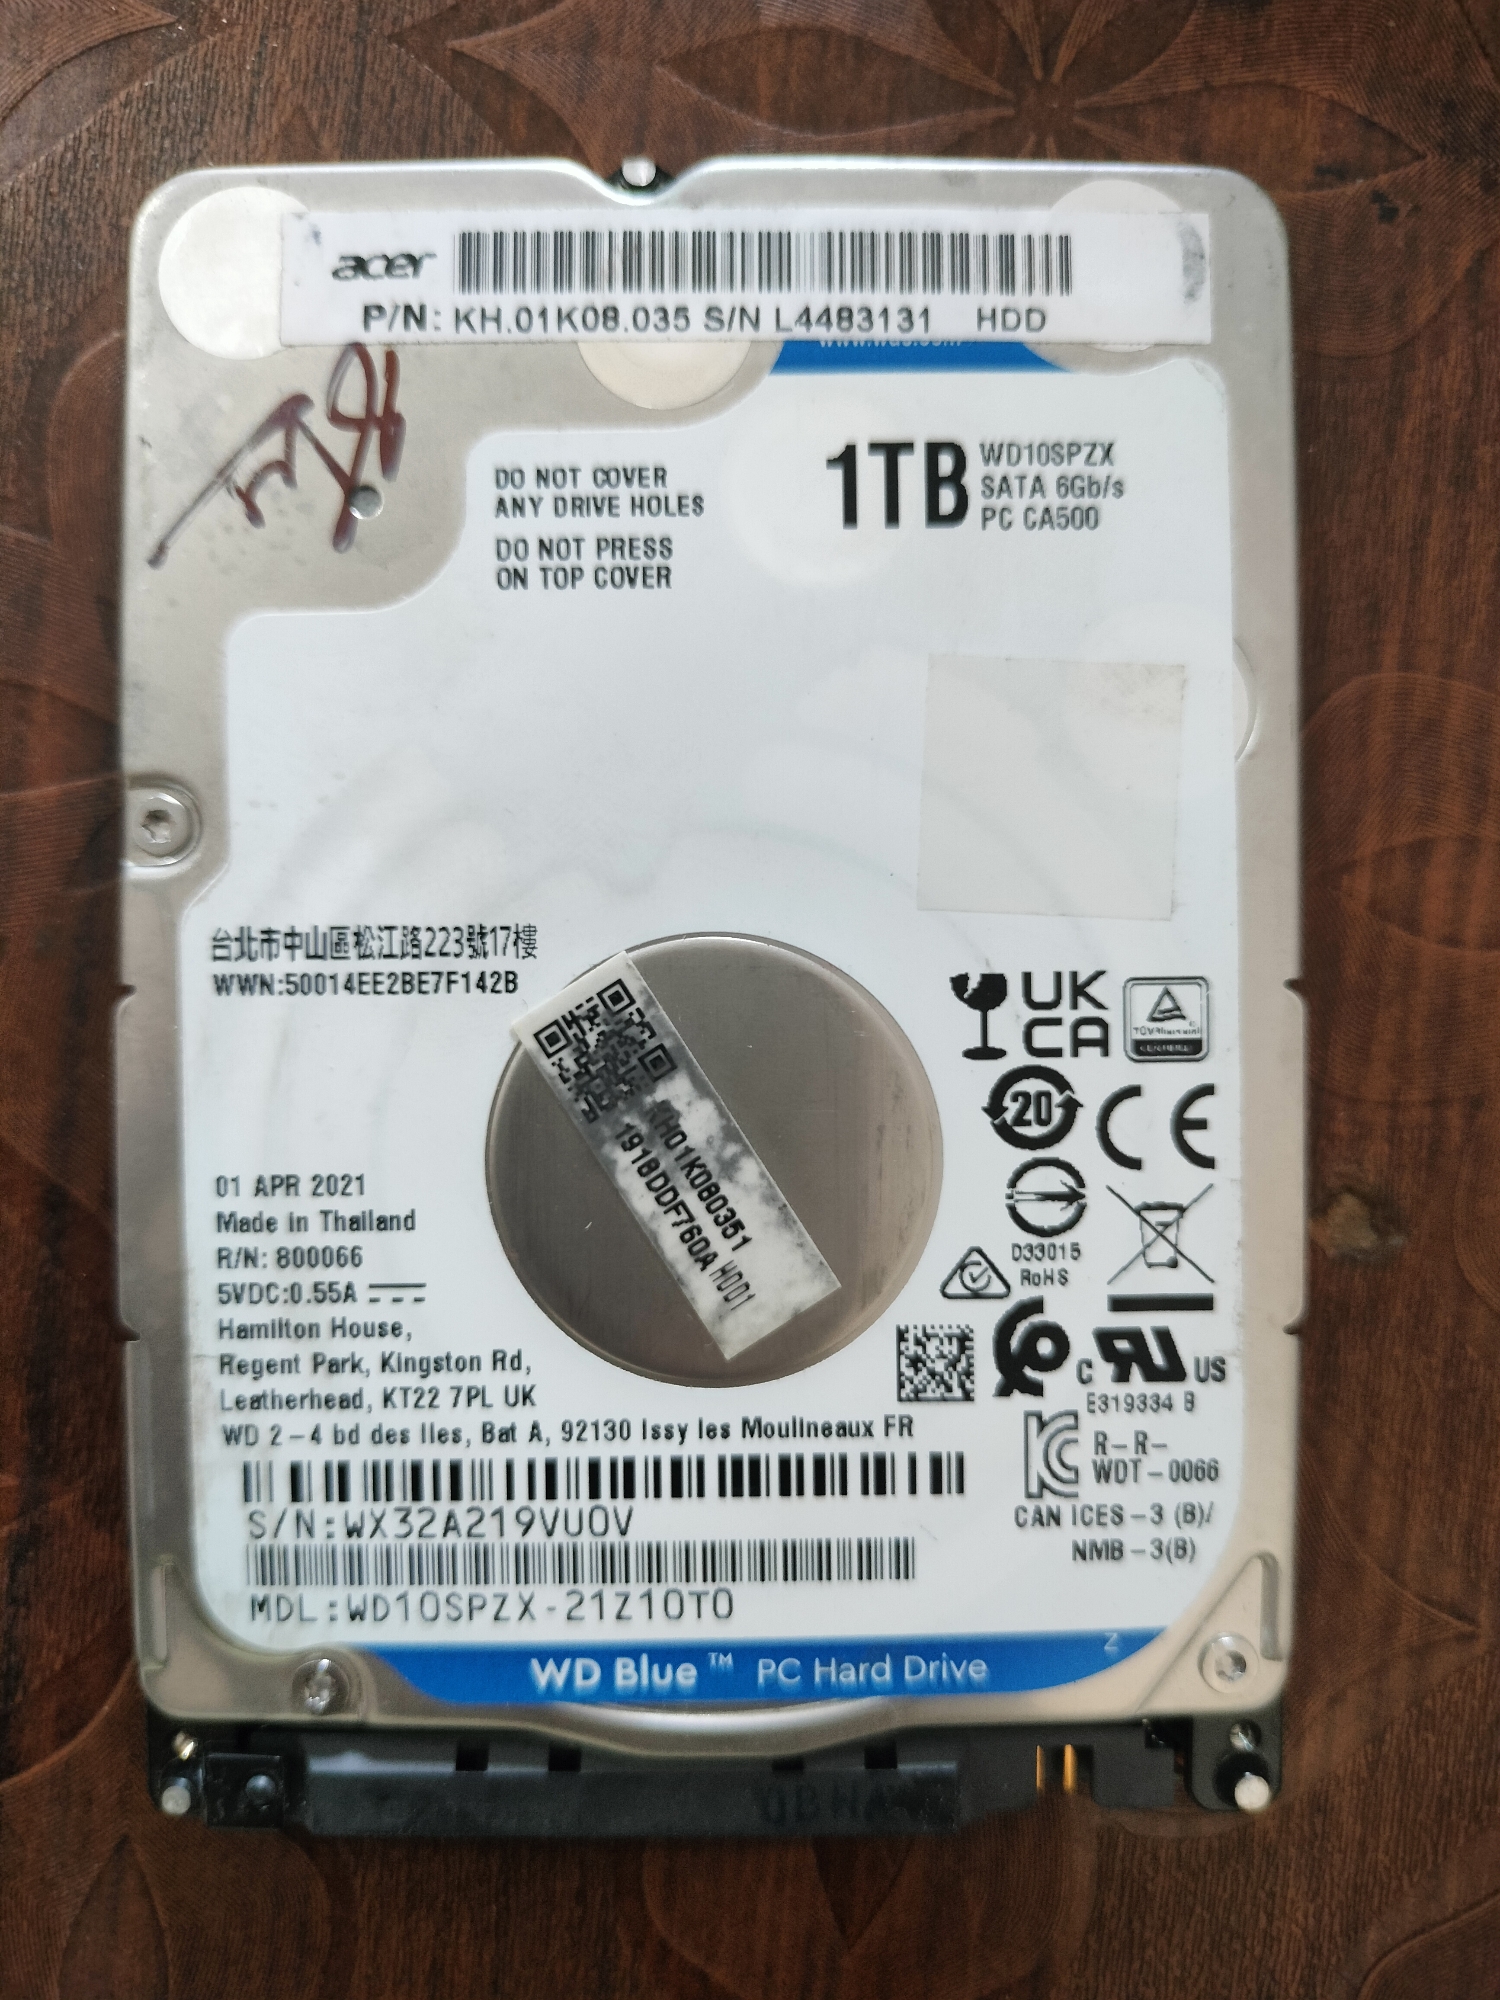 acer
P/N: KH.01K08.035 S/N L4483131 HDD
DO NOT COVER
ANY DRIVE HOLES
DO NOT PRESS
ON TOP COVER
1TB
WD10SPZX
SATA 6Gb/s
PC CA500
台北市中山區松江路223號17樓
WWN:50014EE2BE7F142B
KH01K080351
1918DDF760A H001
UK
CA
20
CE
D33015
RoHS
01 APR 2021
Made in Thailand
R/N: 800066
5VDC:0.55A
Hamilton House,
Regent Park, Kingston Rd,
Leatherhead, KT22 7PL UK
WD 2-4 bd des Iles, Bat A, 92130 Issy les Moulineaux FR
C US
E319334 B
R-R-
WDT-0066
CAN ICES-3 (B)/
NMB-3(B)
S/N:WX32A219VU0V
MDL:WD10SPZX-21Z10T0
WD Blue™ PC Hard Drive
Z